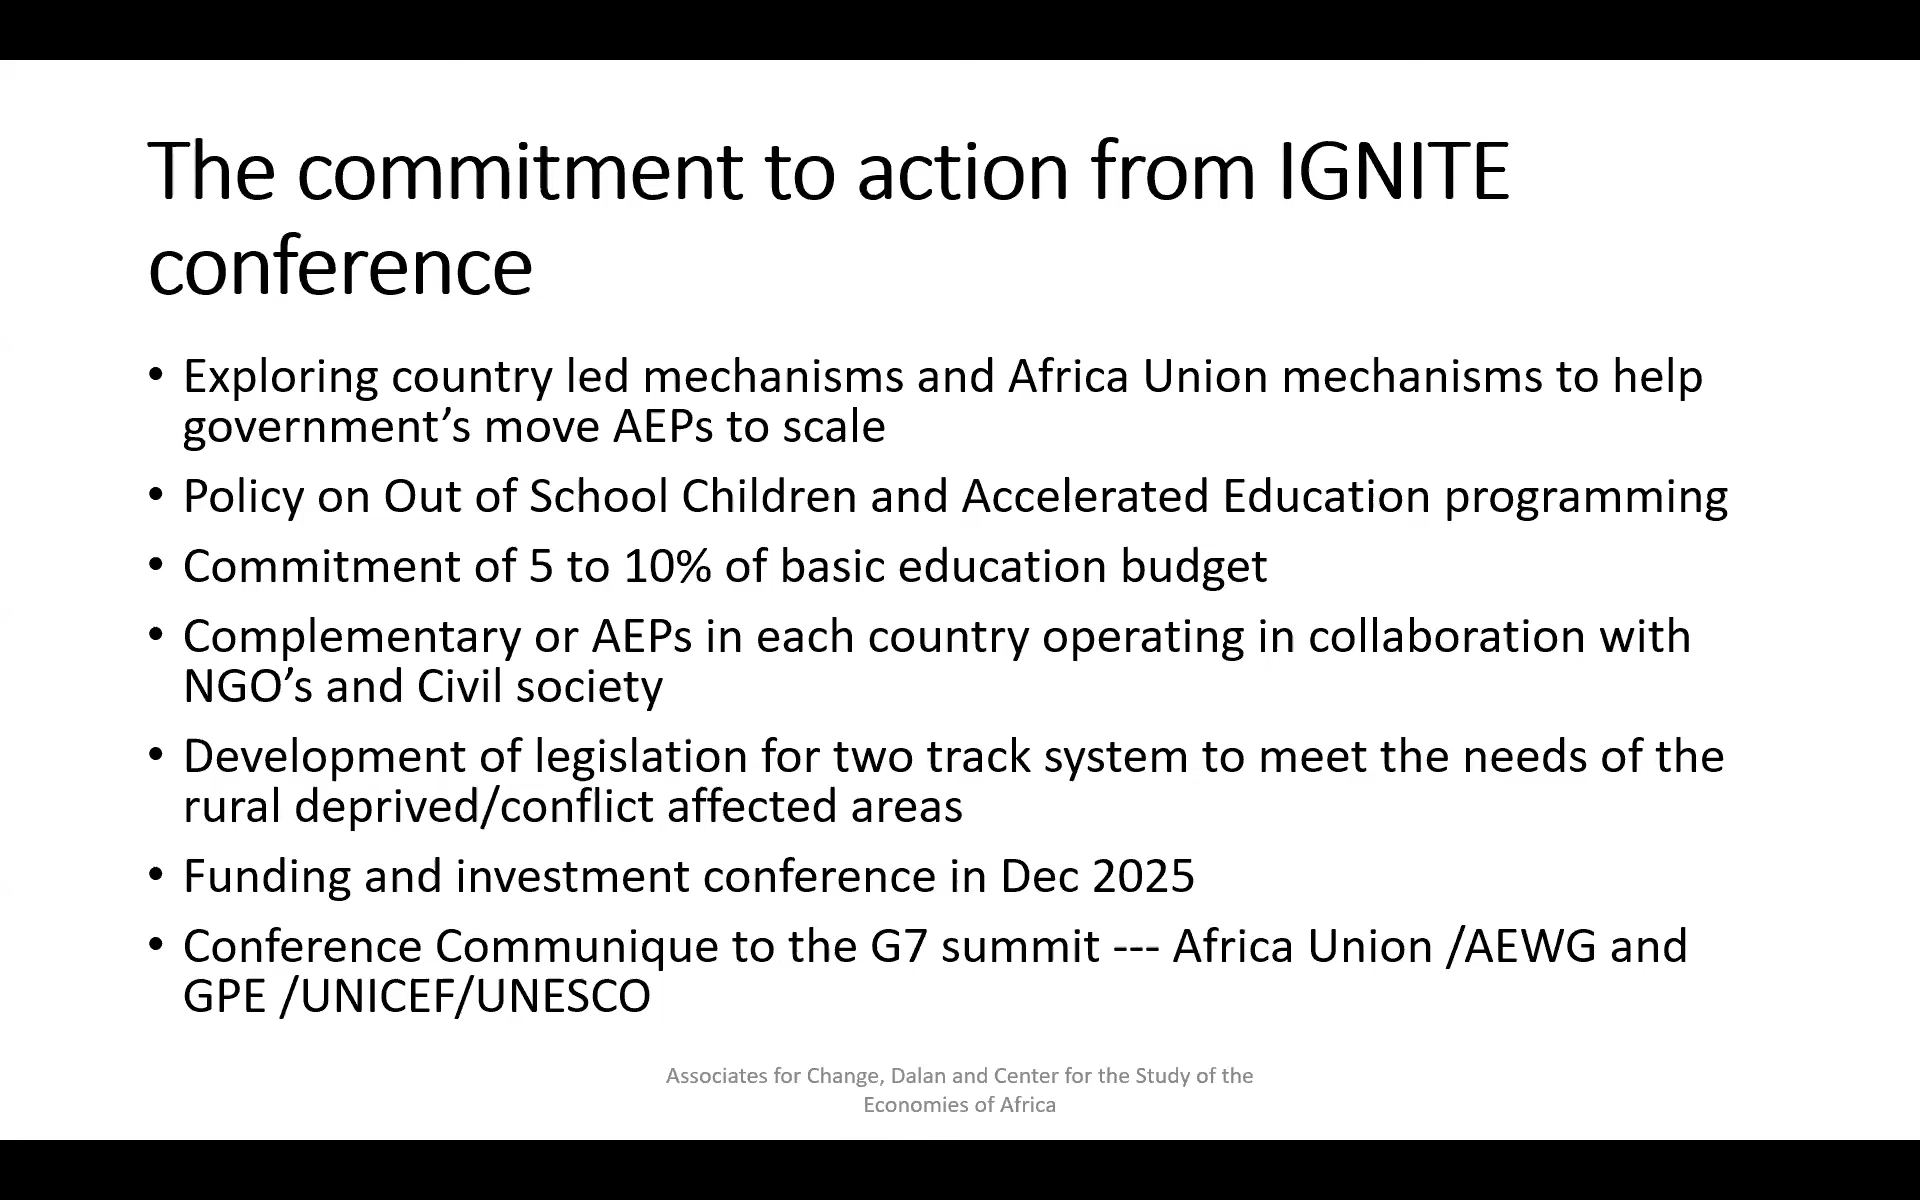 The commitment to action from IGNITE
conference
• Exploring country led mechanisms and Africa Union mechanisms to help
government’s move AEPs to scale
• Policy on Out of School Children and Accelerated Education programming
• Commitment of 5 to 10% of basic education budget
• Complementary or AEPs in each country operating in collaboration with
NGO’s and Civil society
• Development of legislation for two track system to meet the needs of the
rural deprived/conflict affected areas
• Funding and investment conference in Dec 2025
• Conference Communique to the G7 summit --- Africa Union /AEWG and
GPE /UNICEF/UNESCO
Associates for Change, Dalan and Center for the Study of the
Economies of Africa